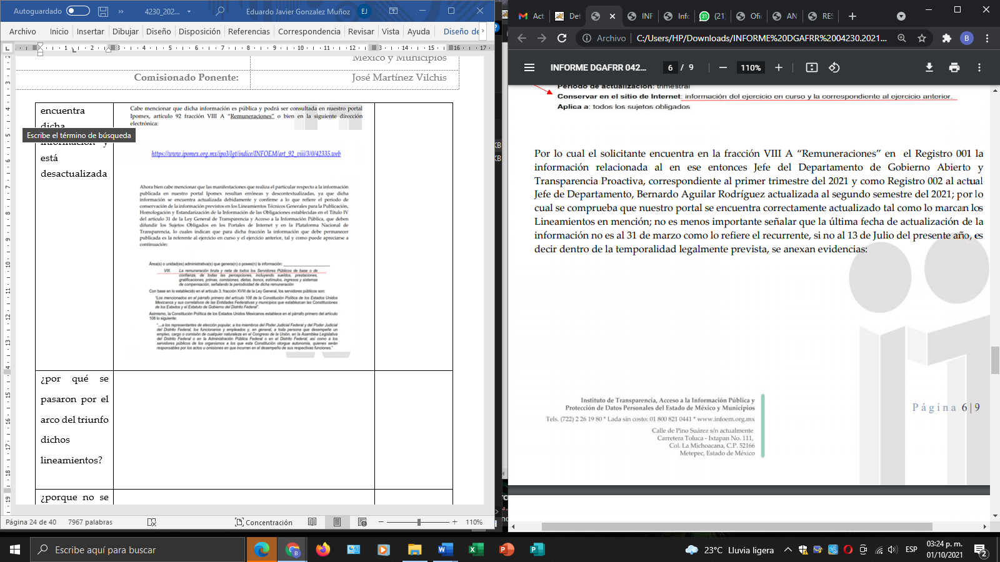 Autoguardado
4230_202...
Eduardo Javier Gonzalez Muñoz
EJ
Archivo Inicio Insertar Dibujar Diseño Disposición Referencias Correspondencia Revisar Vista Ayuda Diseño de
México y Municipios
Comisionado Ponente: José Martínez Vilchis
encuentra
dicha
Escribe el término de búsqueda
información y
está
desactualizada
Cabe mencionar que dicha información es pública y podrá ser consultada en nuestro portal
Ipomex, artículo 92 fracción VIII A “Remuneraciones” o bien en la siguiente dirección
electrónica:
https://www.ipomex.org.mx/ipo3/lgt/indice/INFOEM/art_92_viii/3/0/42335.web
Ahora bien cabe mencionar que las manifestaciones que realiza el particular respecto a la información
publicada en nuestro portal Ipomex resultan erróneas y descontextualizadas, ya que dicha
información se encuentra actualizada debidamente y confirme a lo que refiere el periodo de
conservación de la información previstos en los Lineamientos Técnicos Generales para la Publicación,
Homologación y Estandarización de la Información de las Obligaciones establecidas en el Título IV
del artículo 31 de la Ley General de Transparencia y Acceso a la Información Pública, que deben
difundir los Sujetos Obligados en los Portales de Internet y en la Plataforma Nacional de
Transparencia, lo cuales indican que para dicha fracción la información que debe permanecer
publicada es la referente al ejercicio en curso y el ejercicio anterior, tal y como puede apreciarse a
continuación:
Área(s) o unidad(es) administrativa(s) que genera(n) o posee(n) la información:
VIII. La remuneración bruta y neta de todos los Servidores Públicos de base o de
confianza, de todas las percepciones, incluyendo sueldos, prestaciones,
gratificaciones, primas, comisiones, dietas, bonos, estímulos, ingresos y sistemas
de compensación, señalando la periodicidad de dicha remuneración
Con base en lo establecido en el artículo 3, fracción XVIII de la Ley General, los servidores públicos son:
“Los mencionados en el párrafo primero del artículo 108 de la Constitución Política de los Estados Unidos
Mexicanos y sus correlativos de las Entidades Federativas y municipios que establezcan las Constituciones
de los Estados y el Estatuto de Gobierno del Distrito Federal”.
Asimismo, la Constitución Política de los Estados Unidos Mexicanos establece en el párrafo primero del artículo
108 lo siguiente:
“...a los representantes de elección popular, a los miembros del Poder Judicial Federal y del Poder Judicial
del Distrito Federal, los funcionarios y empleados y, en general, a toda persona que desempeñe un
empleo, cargo o comisión de cualquier naturaleza en el Congreso de la Unión, en la Asamblea Legislativa
del Distrito Federal o en la Administración Pública Federal o en el Distrito Federal, así como a los
servidores públicos de los organismos a los que esta Constitución otorgue autonomía, quienes serán
responsables por los actos u omisiones en que incurran en el desempeño de sus respectivas funciones.”
¿por qué se
pasaron por el
arco del triunfo
dichos
lineamientos?
¿porque no se
Página 24 de 40 7967 palabras Concentración 110%
Act Det INF Info (21) Ofic AN RES
Archivo C:/Users/HP/Downloads/INFORME%20DGAFRR%204230.2021... B
INFORME DGAFRR 042... 6 / 9 110%
Periodo de actualización: trimestral
Conservar en el sitio de Internet: información del ejercicio en curso y la correspondiente al ejercicio anterior.
Aplica a: todos los sujetos obligados
Por lo cual el solicitante encuentra en la fracción VIII A “Remuneraciones” en el Registro 001 la
información relacionada al en ese entonces Jefe del Departamento de Gobierno Abierto y
Transparencia Proactiva, correspondiente al primer trimestre del 2021 y como Registro 002 al actual
Jefe de Departamento, Bernardo Aguilar Rodríguez actualizada al segundo semestre del 2021; por lo
cual se comprueba que nuestro portal se encuentra correctamente actualizado tal como lo marcan los
Lineamientos en mención; no es menos importante señalar que la última fecha de actualización de la
información no es al 31 de marzo como lo refiere el recurrente, si no al 13 de Julio del presente año, es
decir dentro de la temporalidad legalmente prevista, se anexan evidencias:
Instituto de Transparencia, Acceso a la Información Pública y
Protección de Datos Personales del Estado de México y Municipios
Tels. (722) 2 26 19 80 * Lada sin costo: 01 800 821 0441 * www.infoem.org.mx
Calle de Pino Suárez s/n actualmente
Carretera Toluca - Ixtapan No. 111,
Col. La Michoacana, C.P. 52166
Metepec, Estado de México
Página 6|9
Escribe aquí para buscar
23°C Lluvia ligera
ESP
03:24 p. m.
01/10/2021
2